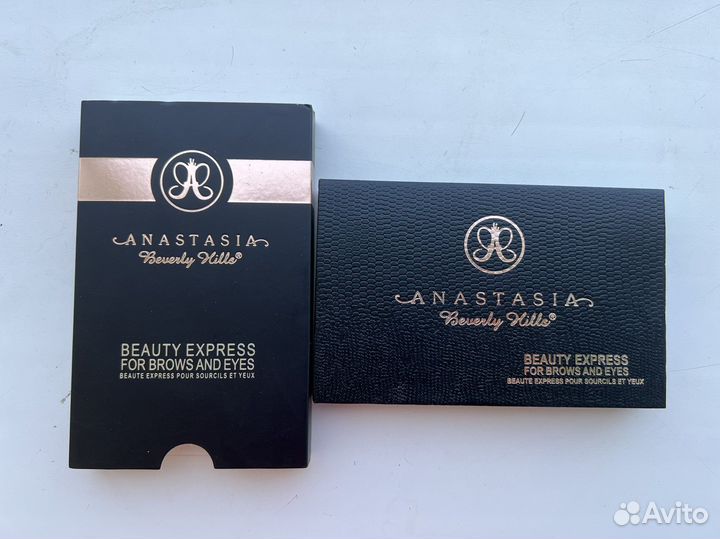 ANASTASIA
Beverly Hills®
BEAUTY EXPRESS
FOR BROWS AND EYES
BEAUTE EXPRESS POUR SOURCILS ET YEUX
ANASTASIA
Beverly Hills®
BEAUTY EXPRESS
FOR BROWS AND EYES
BEAUTE EXPRESS POUR SOURCILS ET YEUX
Avito